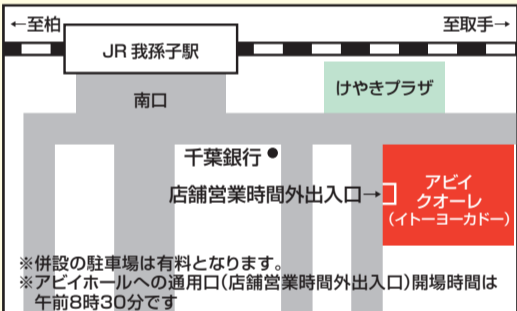 ←至柏
至取手→
JR 我孫子駅
南口
けやきプラザ
千葉銀行●
店舗営業時間外出入口→
アビイ
クオーレ
(イトーヨーカドー)
※併設の駐車場は有料となります。
※アビイホールへの通用口(店舗営業時間外出入口)開場時間は
午前8時30分です